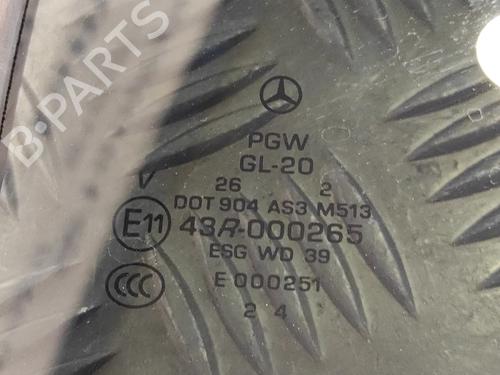 B-PARTS
PGW
GL-20
26 2
DOT 904 AS3 M513
E11 43R-000265
ESG WD 39
CCC E 000251
2 4